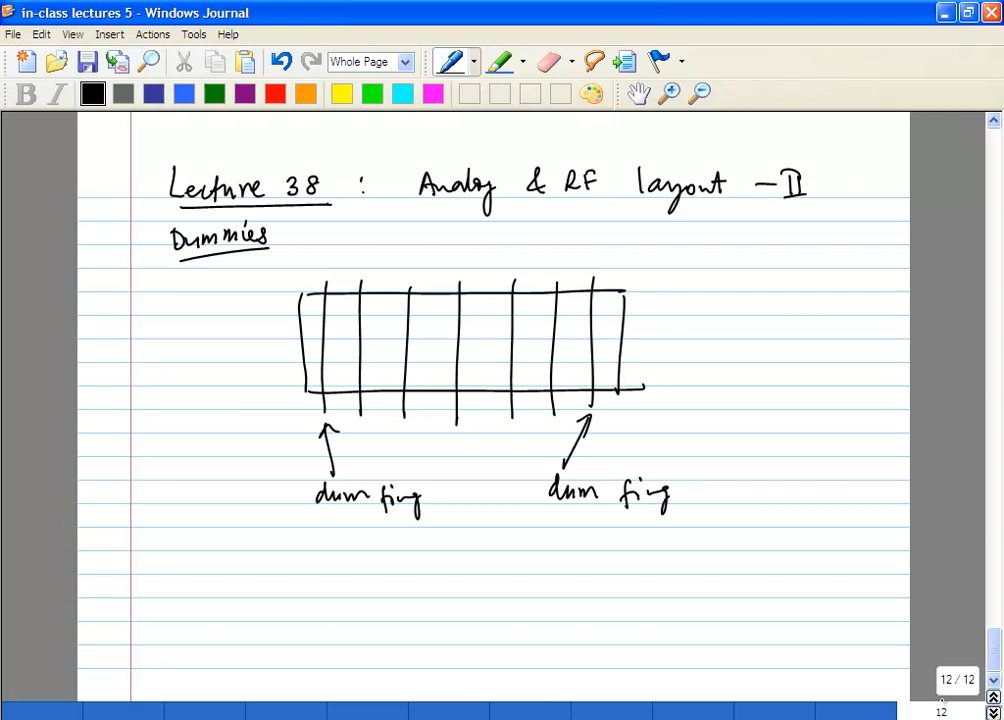 in-class lectures 5 - Windows Journal
File Edit View Insert Actions Tools Help
Whole Page
B I
Lecture 38 : Analog & RF layout - II
Dummies
dum fing dum fing
12 / 12
12